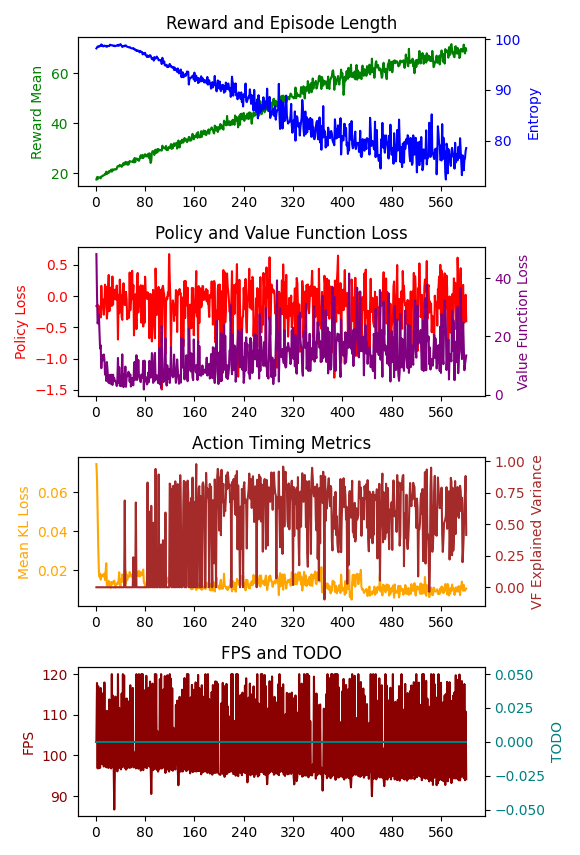 Reward and Episode Length
Reward Mean
60
40
20
100
90
80
Entropy
0 80 160 240 320 400 480 560
Policy and Value Function Loss
Policy Loss
0.5
0.0
−0.5
−1.0
−1.5
40
20
0
Value Function Loss
0 80 160 240 320 400 480 560
Action Timing Metrics
Mean KL Loss
0.06
0.04
0.02
1.00
0.75
0.50
0.25
0.00
VF Explained Variance
0 80 160 240 320 400 480 560
FPS and TODO
FPS
120
110
100
90
0.050
0.025
0.000
−0.025
−0.050
TODO
0 80 160 240 320 400 480 560